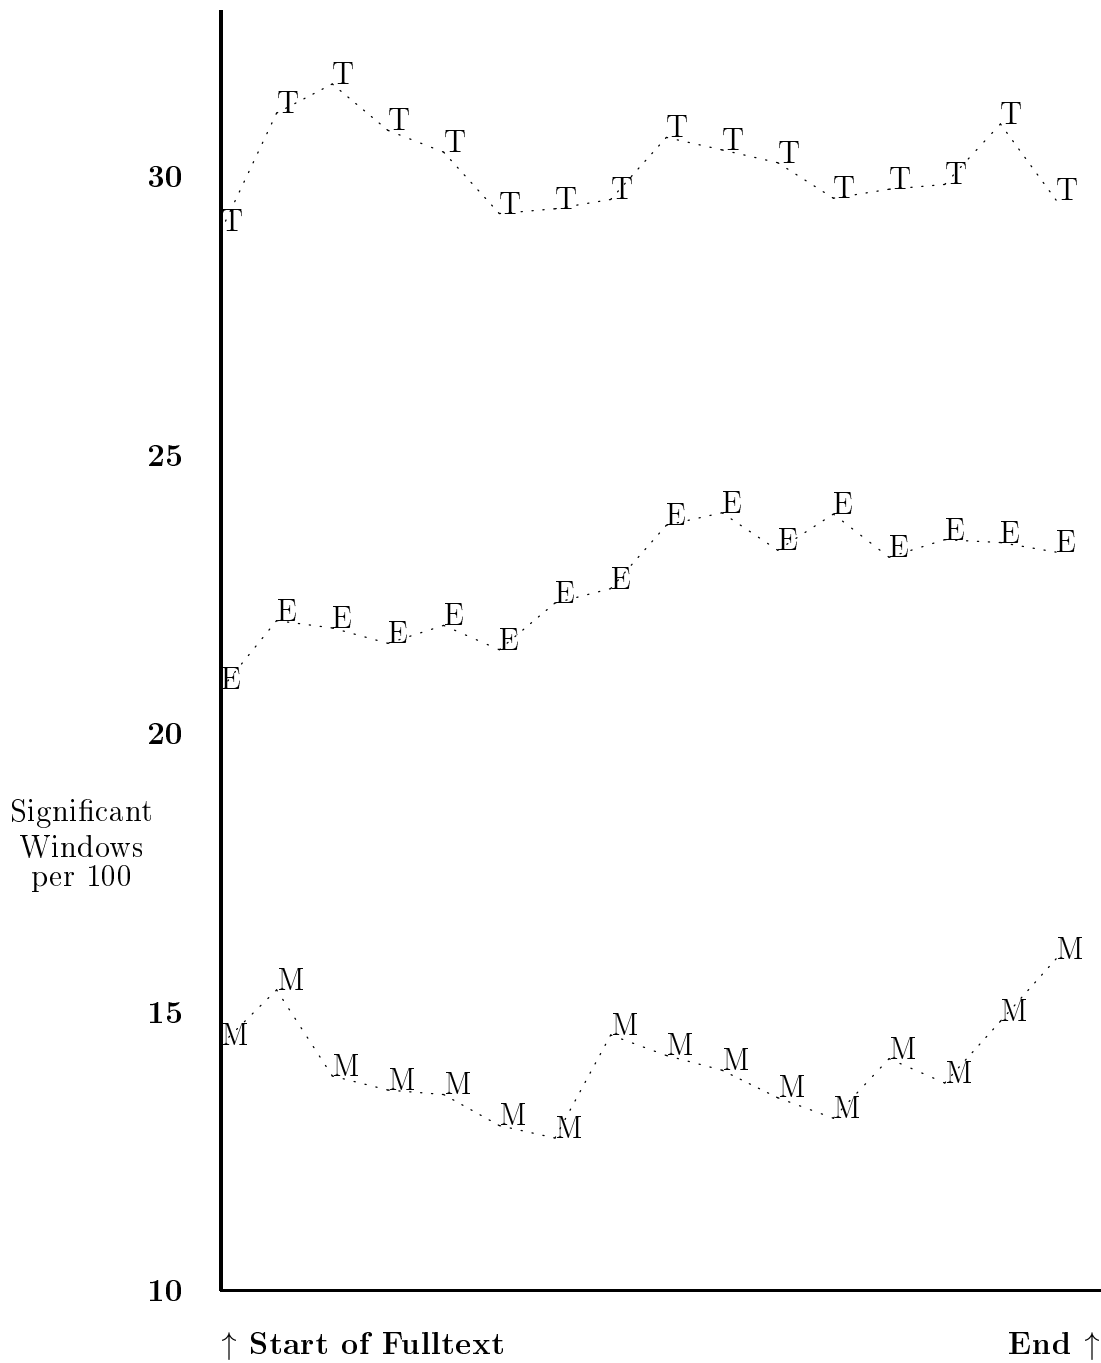 T T T T T T T T T T T T T T T T
30
25
E E E E E E E E E E E E E E E E
20
Significant
Windows
per 100
M M M M M M M M M M M M M M M M
15
10
↑ Start of Fulltext End ↑